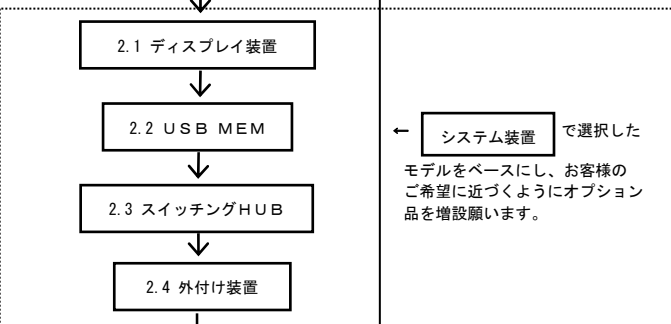 2.1 ディスプレイ装置
2.2 ＵＳＢ ＭＥＭ
2.3 スイッチングＨＵＢ
2.4 外付け装置
← システム装置 で選択した
モデルをベースにし、お客様の
ご希望に近づくようにオプション
品を増設願います。